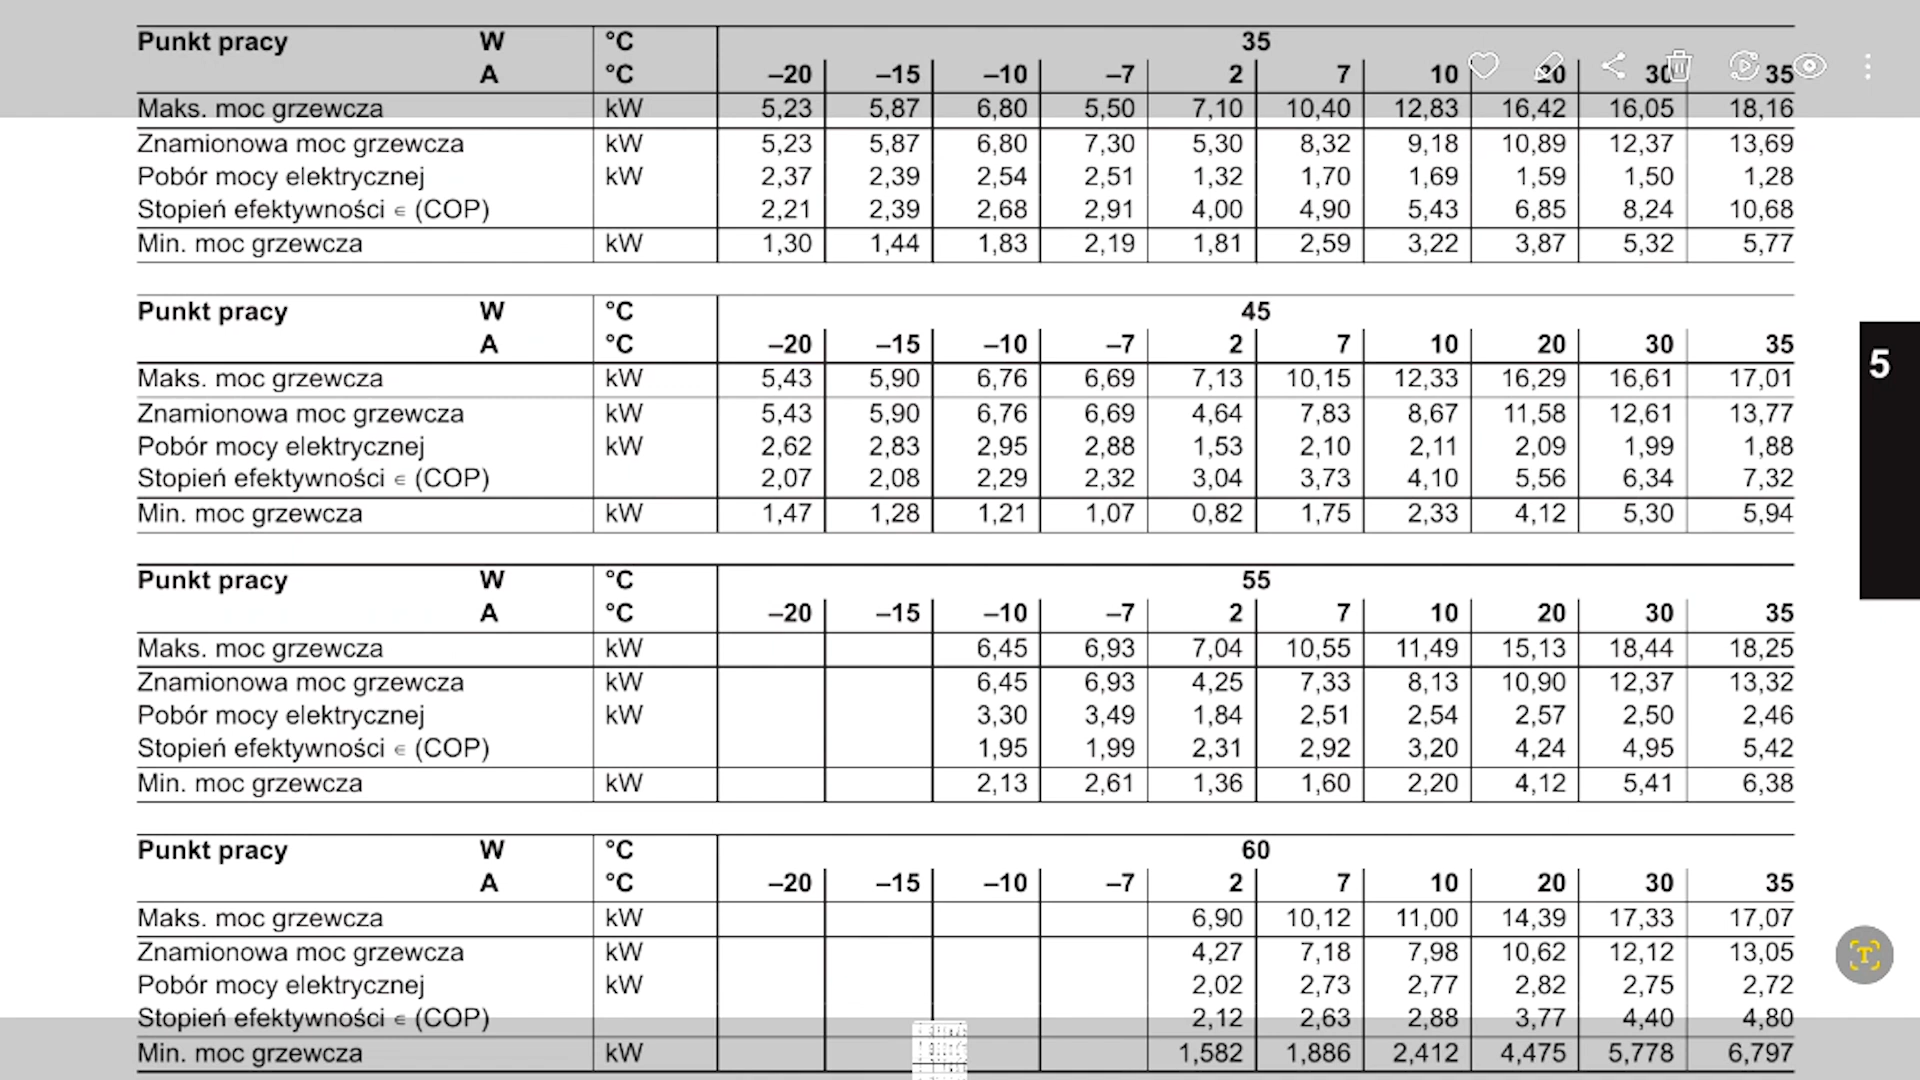 Punkt pracy W °C 35
A °C –20 –15 –10 –7 2 7 10 20 30 35
Maks. moc grzewcza kW 5,23 5,87 6,80 5,50 7,10 10,40 12,83 16,42 16,05 18,16
Znamionowa moc grzewcza kW 5,23 5,87 6,80 7,30 5,30 8,32 9,18 10,89 12,37 13,69
Pobór mocy elektrycznej kW 2,37 2,39 2,54 2,51 1,32 1,70 1,69 1,59 1,50 1,28
Stopień efektywności ∊ (COP) 2,21 2,39 2,68 2,91 4,00 4,90 5,43 6,85 8,24 10,68
Min. moc grzewcza kW 1,30 1,44 1,83 2,19 1,81 2,59 3,22 3,87 5,32 5,77
Punkt pracy W °C 45
A °C –20 –15 –10 –7 2 7 10 20 30 35
5
Maks. moc grzewcza kW 5,43 5,90 6,76 6,69 7,13 10,15 12,33 16,29 16,61 17,01
Znamionowa moc grzewcza kW 5,43 5,90 6,76 6,69 4,64 7,83 8,67 11,58 12,61 13,77
Pobór mocy elektrycznej kW 2,62 2,83 2,95 2,88 1,53 2,10 2,11 2,09 1,99 1,88
Stopień efektywności ∊ (COP) 2,07 2,08 2,29 2,32 3,04 3,73 4,10 5,56 6,34 7,32
Min. moc grzewcza kW 1,47 1,28 1,21 1,07 0,82 1,75 2,33 4,12 5,30 5,94
Punkt pracy W °C 55
A °C –20 –15 –10 –7 2 7 10 20 30 35
Maks. moc grzewcza kW 6,45 6,93 7,04 10,55 11,49 15,13 18,44 18,25
Znamionowa moc grzewcza kW 6,45 6,93 4,25 7,33 8,13 10,90 12,37 13,32
Pobór mocy elektrycznej kW 3,30 3,49 1,84 2,51 2,54 2,57 2,50 2,46
Stopień efektywności ∊ (COP) 1,95 1,99 2,31 2,92 3,20 4,24 4,95 5,42
Min. moc grzewcza kW 2,13 2,61 1,36 1,60 2,20 4,12 5,41 6,38
Punkt pracy W °C 60
A °C –20 –15 –10 –7 2 7 10 20 30 35
Maks. moc grzewcza kW 6,90 10,12 11,00 14,39 17,33 17,07
Znamionowa moc grzewcza kW 4,27 7,18 7,98 10,62 12,12 13,05
Pobór mocy elektrycznej kW 2,02 2,73 2,77 2,82 2,75 2,72
Stopień efektywności ∊ (COP) 2,12 2,63 2,88 3,77 4,40 4,80
Min. moc grzewcza kW 1,582 1,886 2,412 4,475 5,778 6,797